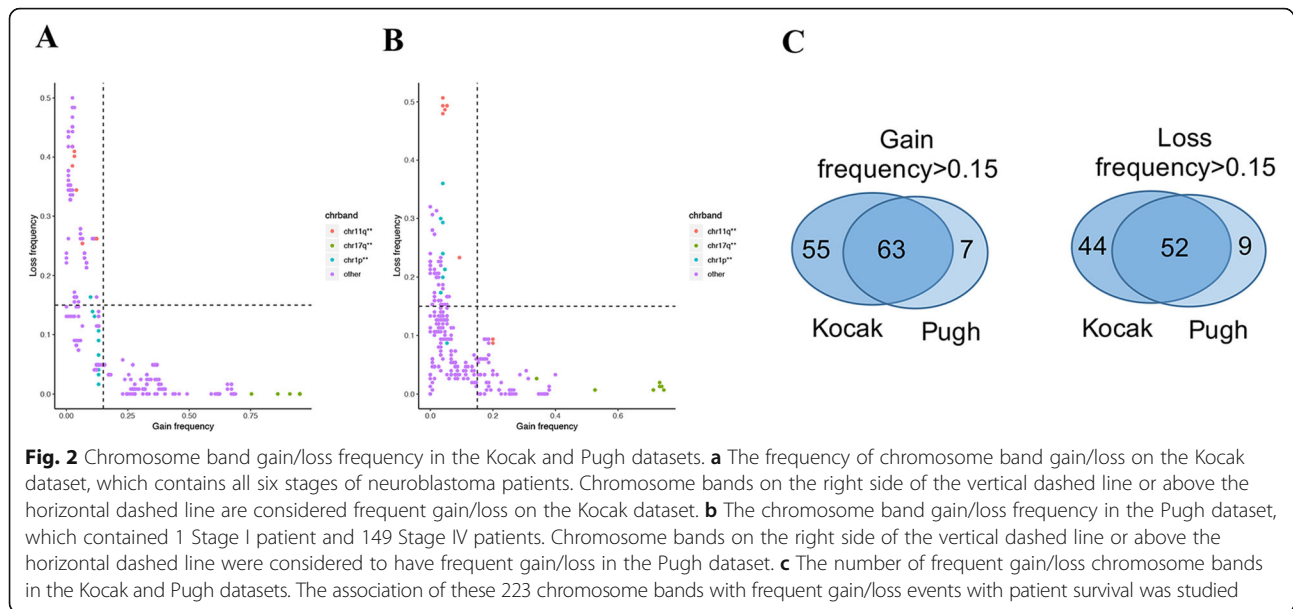 A
B
C
0.5
0.4
0.3
0.2
0.1
0.0
Loss frequency
0.00
0.25
0.50
0.75
Gain frequency
chrband
chr11q**
chr17q**
chr1p**
other
0.5
0.4
0.3
0.2
0.1
0.0
Loss frequency
0.0
0.2
0.4
0.6
Gain frequency
chrband
chr11q**
chr17q**
chr1p**
other
Gain
frequency>0.15
55
63
7
Kocak
Pugh
Loss
frequency>0.15
44
52
9
Kocak
Pugh
Fig. 2 Chromosome band gain/loss frequency in the Kocak and Pugh datasets. a The frequency of chromosome band gain/loss on the Kocak
dataset, which contains all six stages of neuroblastoma patients. Chromosome bands on the right side of the vertical dashed line or above the
horizontal dashed line are considered frequent gain/loss on the Kocak dataset. b The chromosome band gain/loss frequency in the Pugh dataset,
which contained 1 Stage I patient and 149 Stage IV patients. Chromosome bands on the right side of the vertical dashed line or above the
horizontal dashed line were considered to have frequent gain/loss in the Pugh dataset. c The number of frequent gain/loss chromosome bands
in the Kocak and Pugh datasets. The association of these 223 chromosome bands with frequent gain/loss events with patient survival was studied